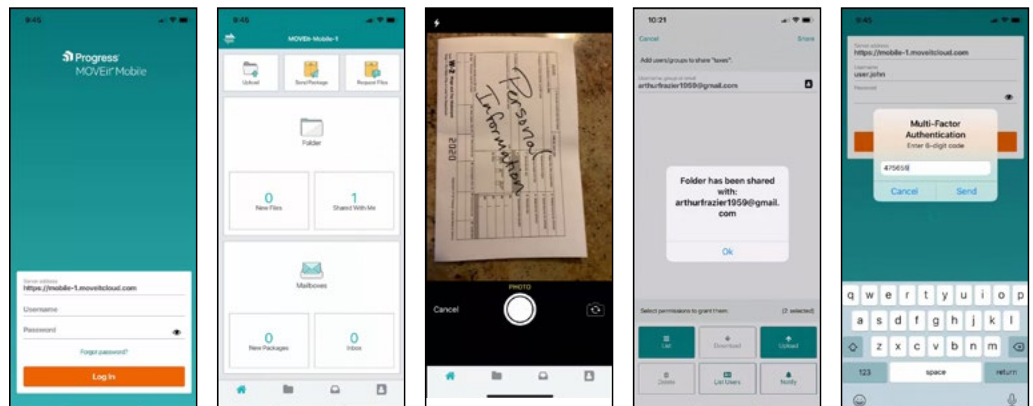 9:45
Progress®
MOVEit® Mobile
Server address
https://mobile-1.moveitcloud.com
Username
Password
Forgot password?
Log In
9:45
MOVEit-Mobile-1
Upload
Send Package
Request Files
Folder
0
New Files
1
Shared With Me
Mailboxes
0
New Packages
0
Inbox
W-2
2020
Personal
Information
PHOTO
Cancel
10:21
Cancel
Share
Add users/groups to share "taxes".
Username, group or email
arthurfrazier1959@gmail.com
Folder has been shared
with:
arthurfrazier1959@gmail.
com
Ok
Select permissions to grant them:
List
Download
Upload
Delete
List Users
Notify
9:45
Server address
https://mobile-1.moveitcloud.com
Username
user.john
Password
Multi-Factor
Authentication
Enter 6-digit code
475659
Cancel
Send
q w e r t y u i o p
a s d f g h j k l
z x c v b n m
123
space
return